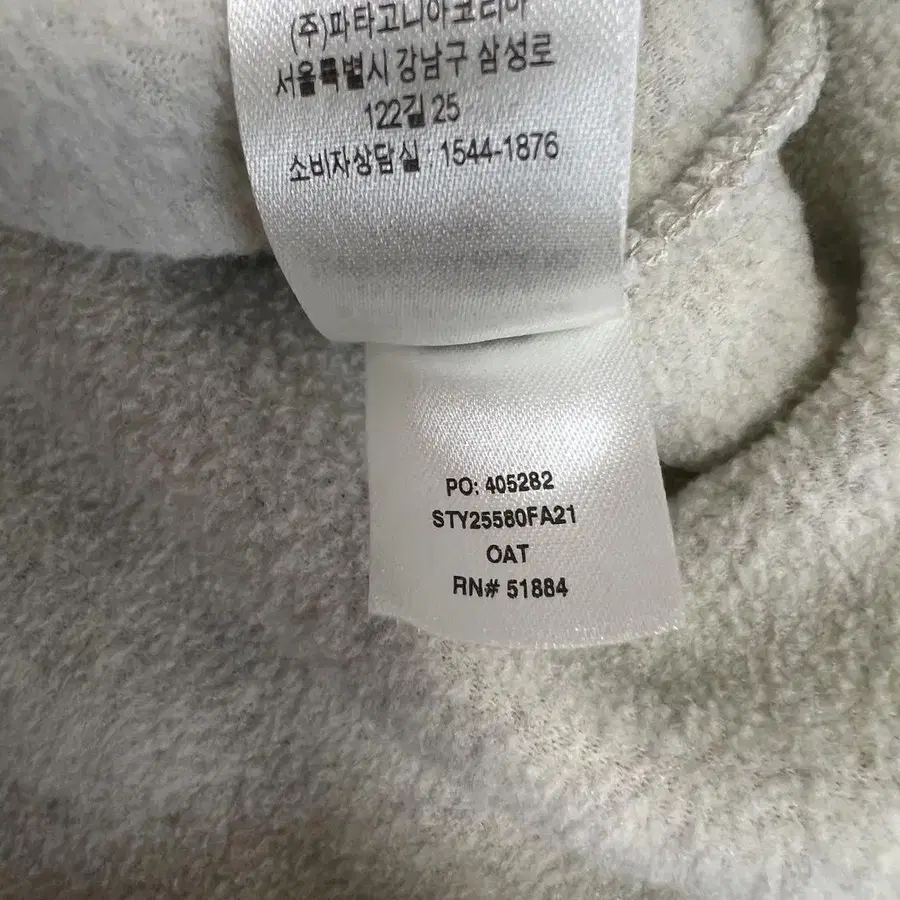 (주)파타고니아코리아
서울특별시 강남구 삼성로
122길 25
소비자상담실 : 1544-1876
PO: 405282
STY25580FA21
OAT
RN# 51884